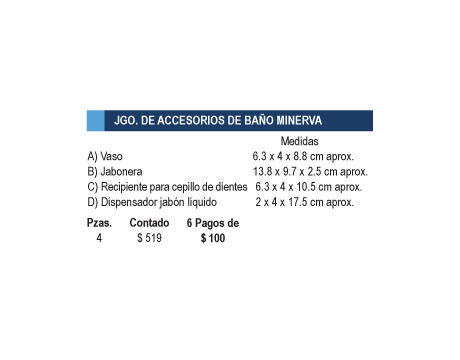 JGO. DE ACCESORIOS DE BAÑO MINERVA
Medidas
A) Vaso 6.3 x 4 x 8.8 cm aprox.
B) Jabonera 13.8 x 9.7 x 2.5 cm aprox.
C) Recipiente para cepillo de dientes 6.3 x 4 x 10.5 cm aprox.
D) Dispensador jabón líquido 2 x 4 x 17.5 cm aprox.
Pzas. Contado 6 Pagos de
4 $ 519 $ 100